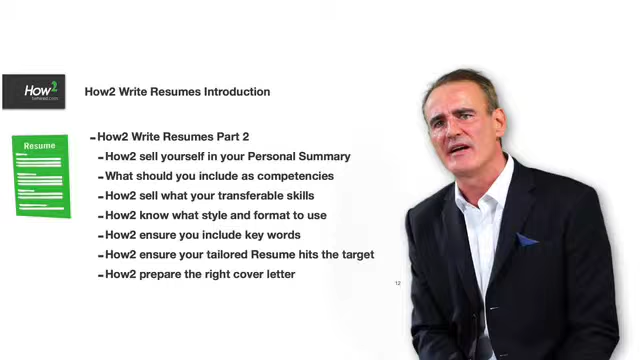 How2
How2 Write Resumes Introduction
Resume
-How2 Write Resumes Part 2
-How2 sell yourself in your Personal Summary
-What should you include as competencies
-How2 sell what your transferable skills
-How2 know what style and format to use
-How2 ensure you include key words
-How2 ensure your tailored Resume hits the target
-How2 prepare the right cover letter
12